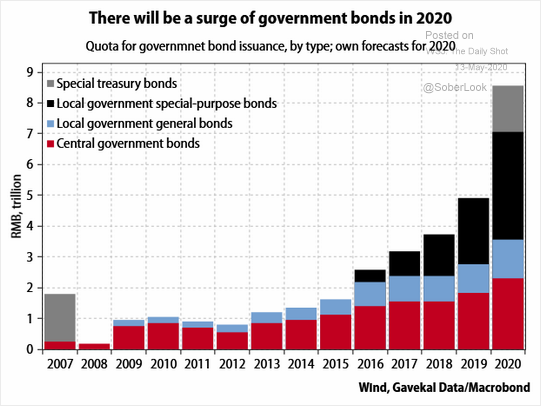 There will be a surge of government bonds in 2020
Quota for governmnet bond issuance, by type; own forecasts for 2020
Posted on
The Daily Shot
13-May-2020
@SoberLook
Special treasury bonds
Local government special-purpose bonds
Local government general bonds
Central government bonds
RMB, trillion
9
8
7
6
5
4
3
2
1
0
2007 2008 2009 2010 2011 2012 2013 2014 2015 2016 2017 2018 2019 2020
Wind, Gavekal Data/Macrobond